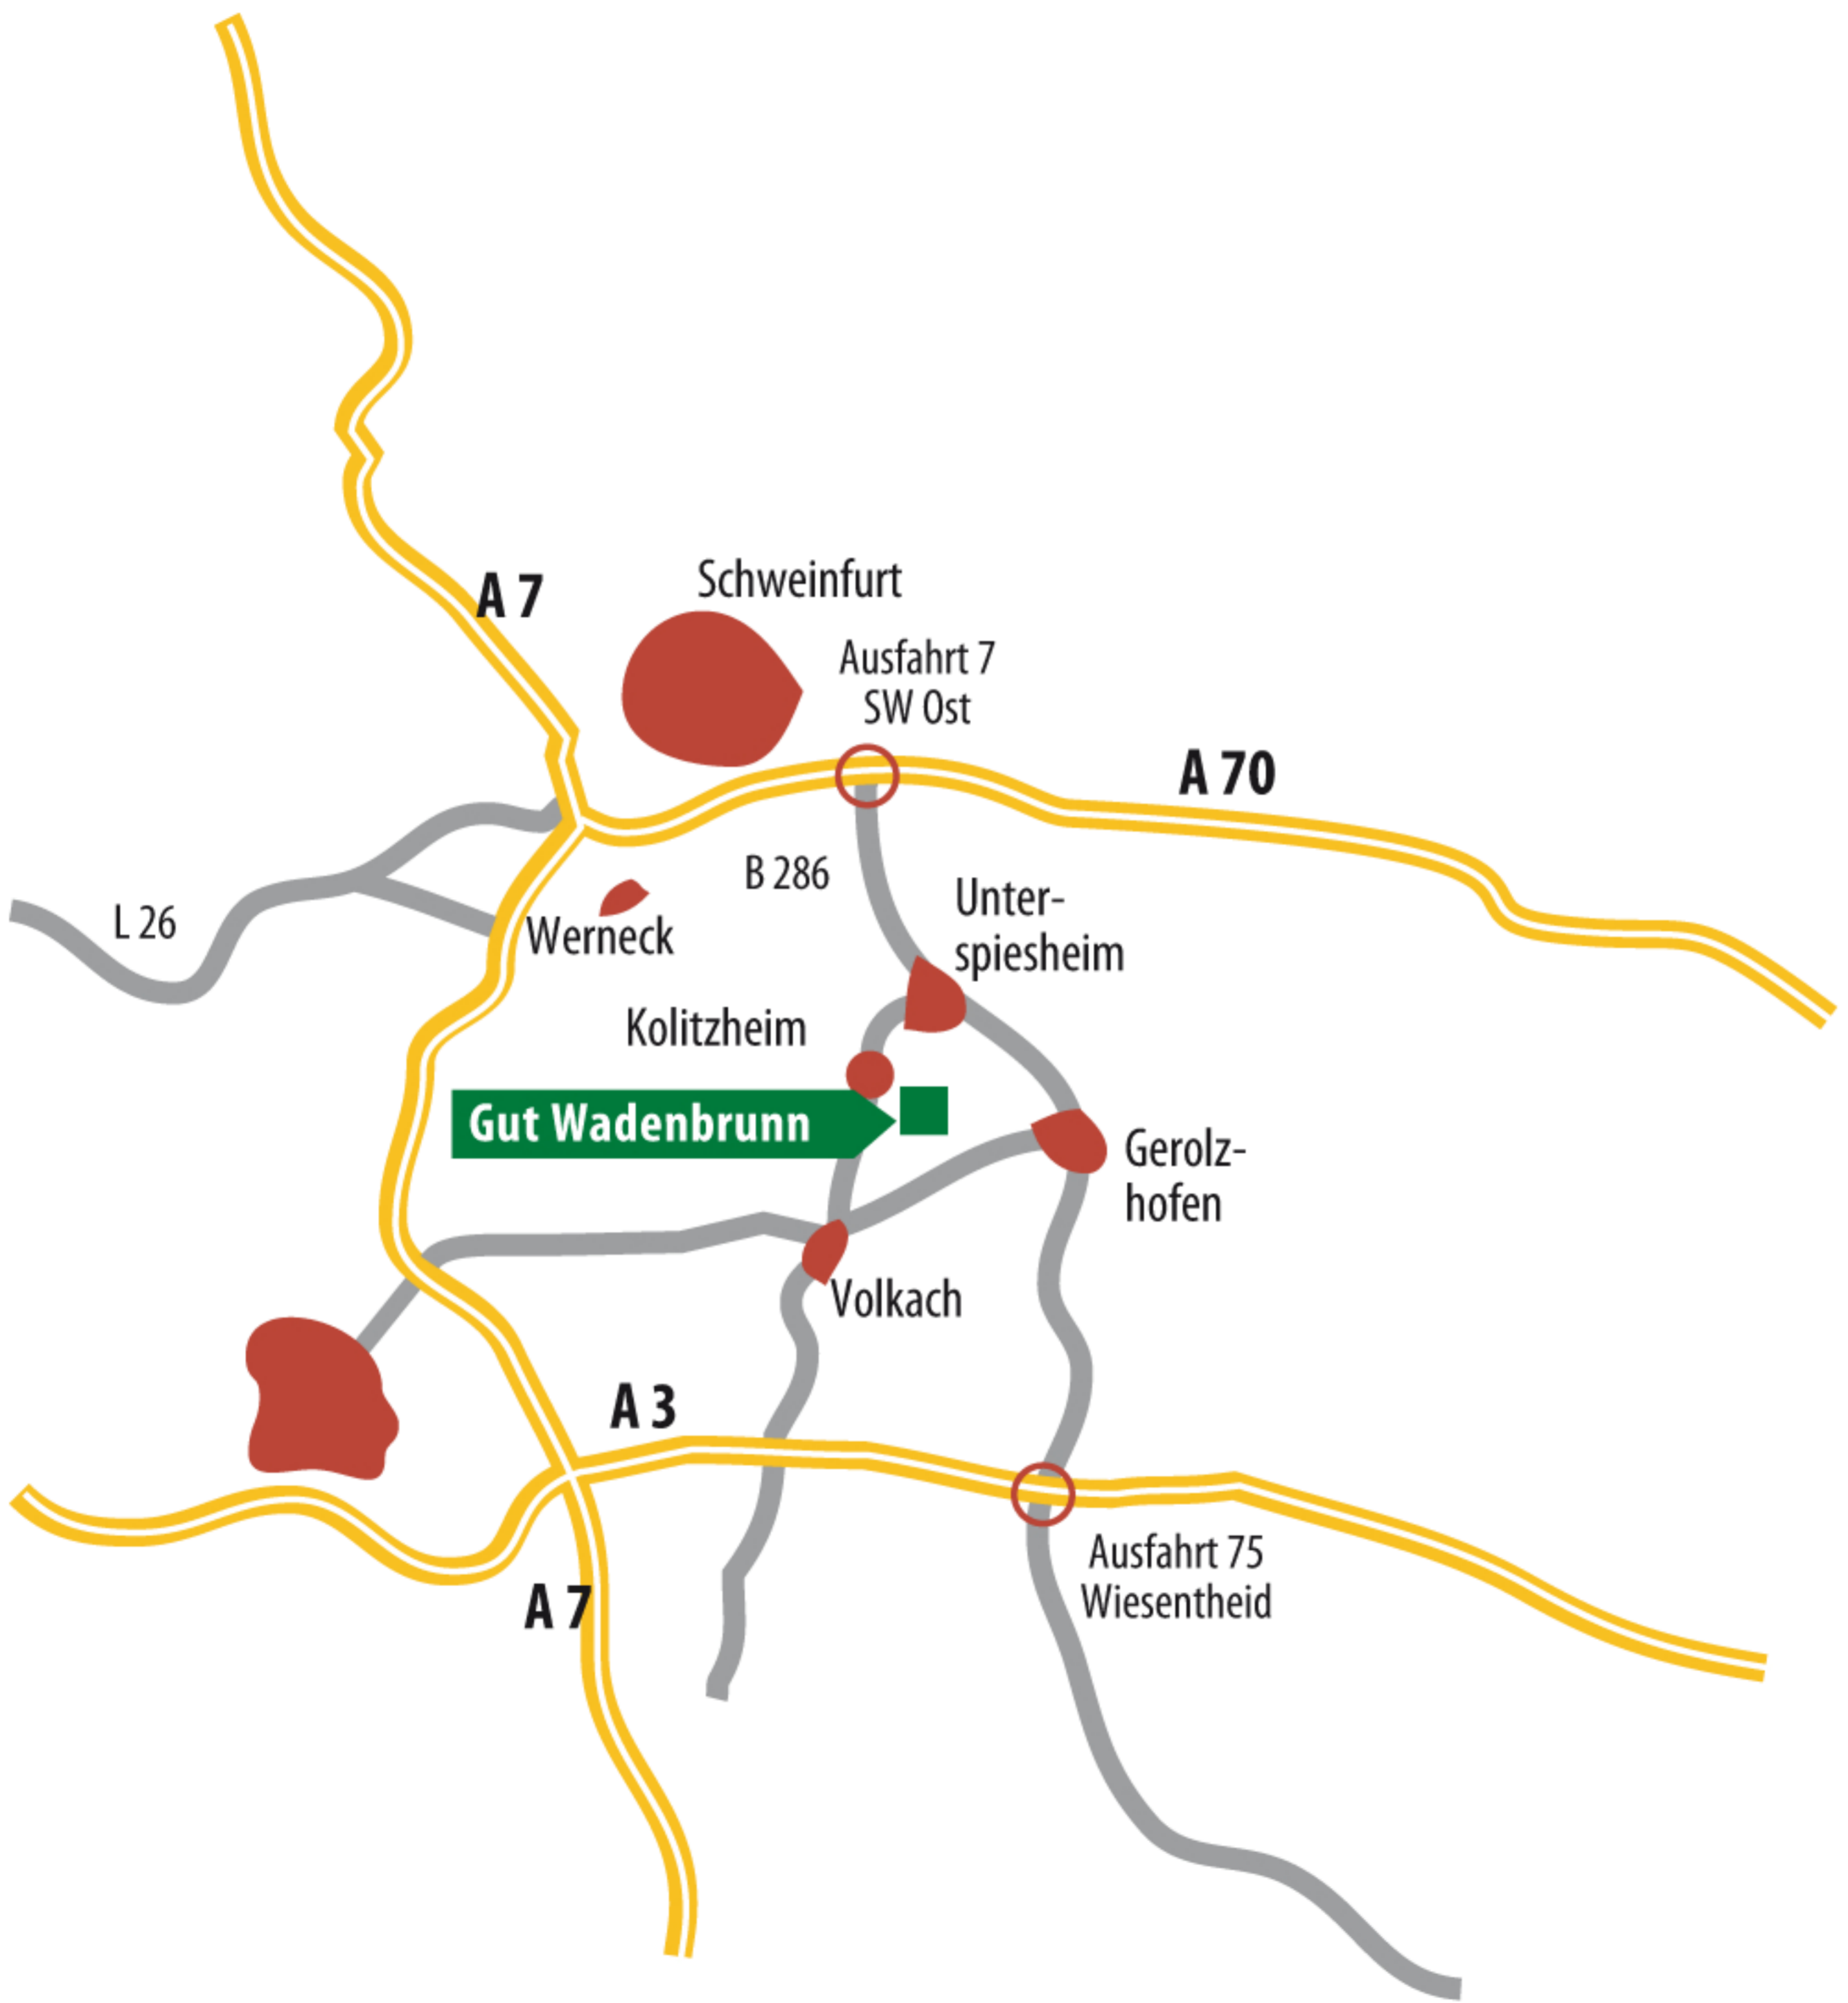 A 7
Schweinfurt
Ausfahrt 7
SW Ost
A 70
B 286
Unter-
spiesheim
L 26
Werneck
Kolitzheim
Gut Wadenbrunn
Gerolz-
hofen
Volkach
A 3
Ausfahrt 75
Wiesentheid
A 7